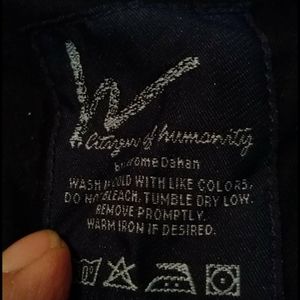 Citizen of humanity
by Jerome Dahan
WASH COLD WITH LIKE COLORS,
DO NOT BLEACH, TUMBLE DRY LOW.
REMOVE PROMPTLY.
WARM IRON IF DESIRED.